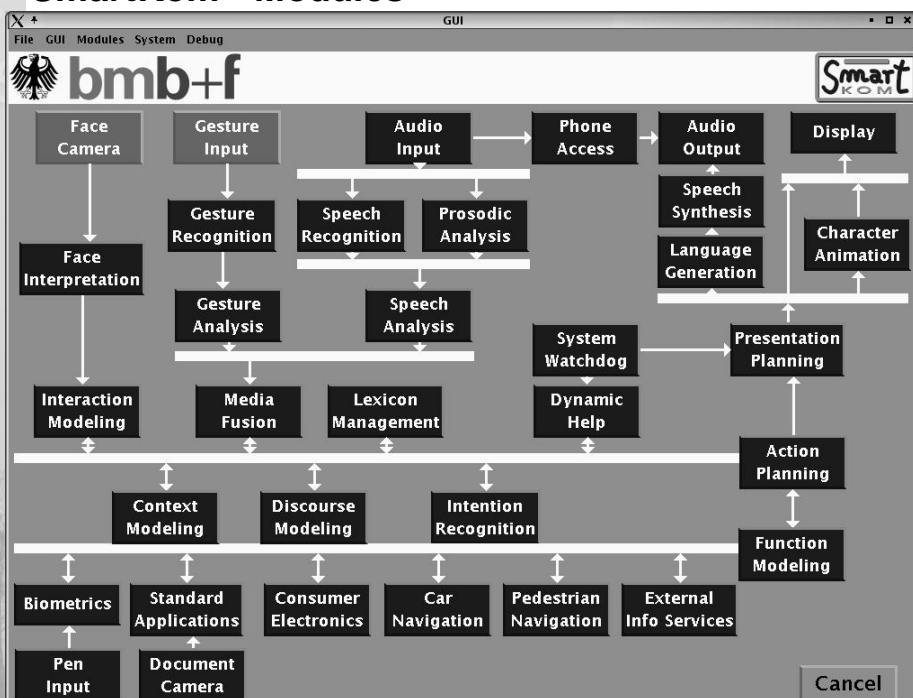 SmartKom - Modules
GUI
File GUI Modules System Debug
bmb+f
Smart
KOM
Face
Camera
Gesture
Input
Audio
Input
Phone
Access
Audio
Output
Display
Gesture
Recognition
Speech
Recognition
Prosodic
Analysis
Speech
Synthesis
Face
Interpretation
Language
Generation
Character
Animation
Gesture
Analysis
Speech
Analysis
System
Watchdog
Presentation
Planning
Interaction
Modeling
Media
Fusion
Lexicon
Management
Dynamic
Help
Action
Planning
Context
Modeling
Discourse
Modeling
Intention
Recognition
Function
Modeling
Biometrics
Standard
Applications
Consumer
Electronics
Car
Navigation
Pedestrian
Navigation
External
Info Services
Pen
Input
Document
Camera
Cancel